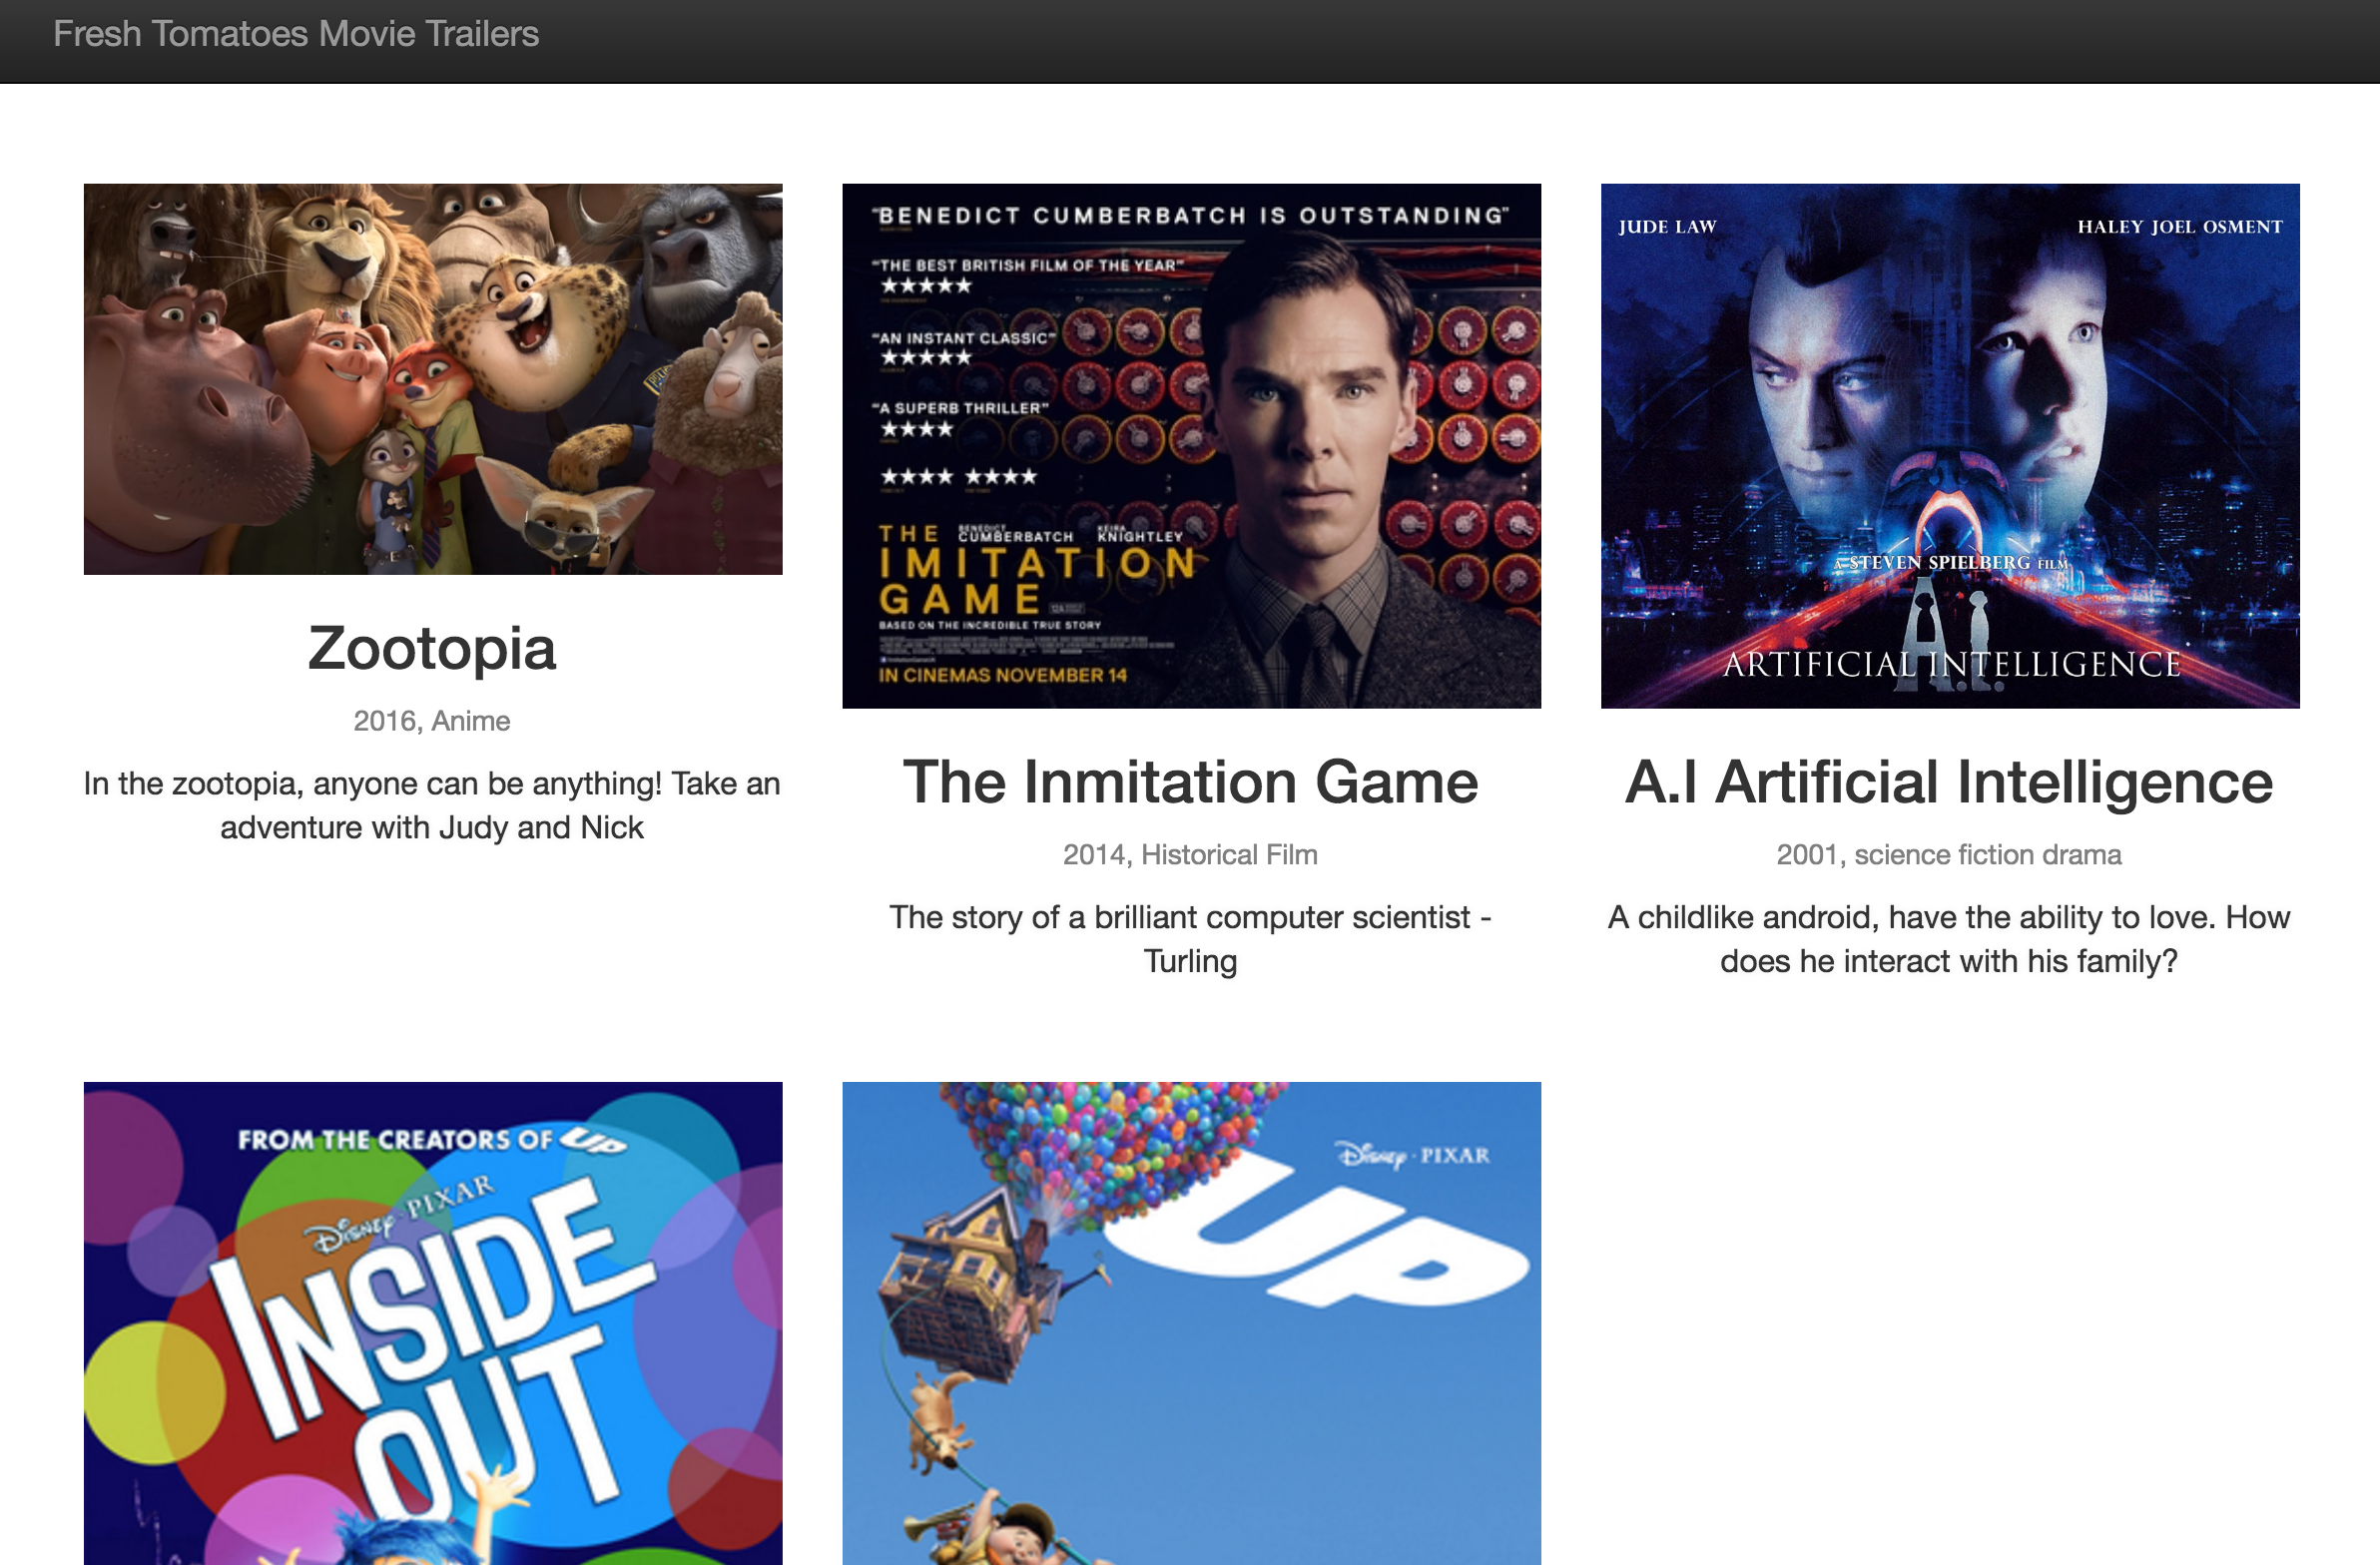 Fresh Tomatoes Movie Trailers
"BENEDICT CUMBERBATCH IS OUTSTANDING"
"THE BEST BRITISH FILM OF THE YEAR"
★★★★★
"AN INSTANT CLASSIC"
★★★★★
"A SUPERB THRILLER"
★★★★
★★★★ ★★★★
THE
BENEDICT CUMBERBATCH
KEIRA KNIGHTLEY
IMITATION
GAME
12A
BASED ON THE INCREDIBLE TRUE STORY
IN CINEMAS NOVEMBER 14
JUDE LAW
HALEY JOEL OSMENT
A STEVEN SPIELBERG FILM
A.I.
ARTIFICIAL INTELLIGENCE
Zootopia
2016, Anime
In the zootopia, anyone can be anything! Take an
adventure with Judy and Nick
The Inmitation Game
2014, Historical Film
The story of a brilliant computer scientist -
Turling
A.I Artificial Intelligence
2001, science fiction drama
A childlike android, have the ability to love. How
does he interact with his family?
FROM THE CREATORS OF UP
Disney·PIXAR
INSIDE
OUT
Disney·PIXAR
UP